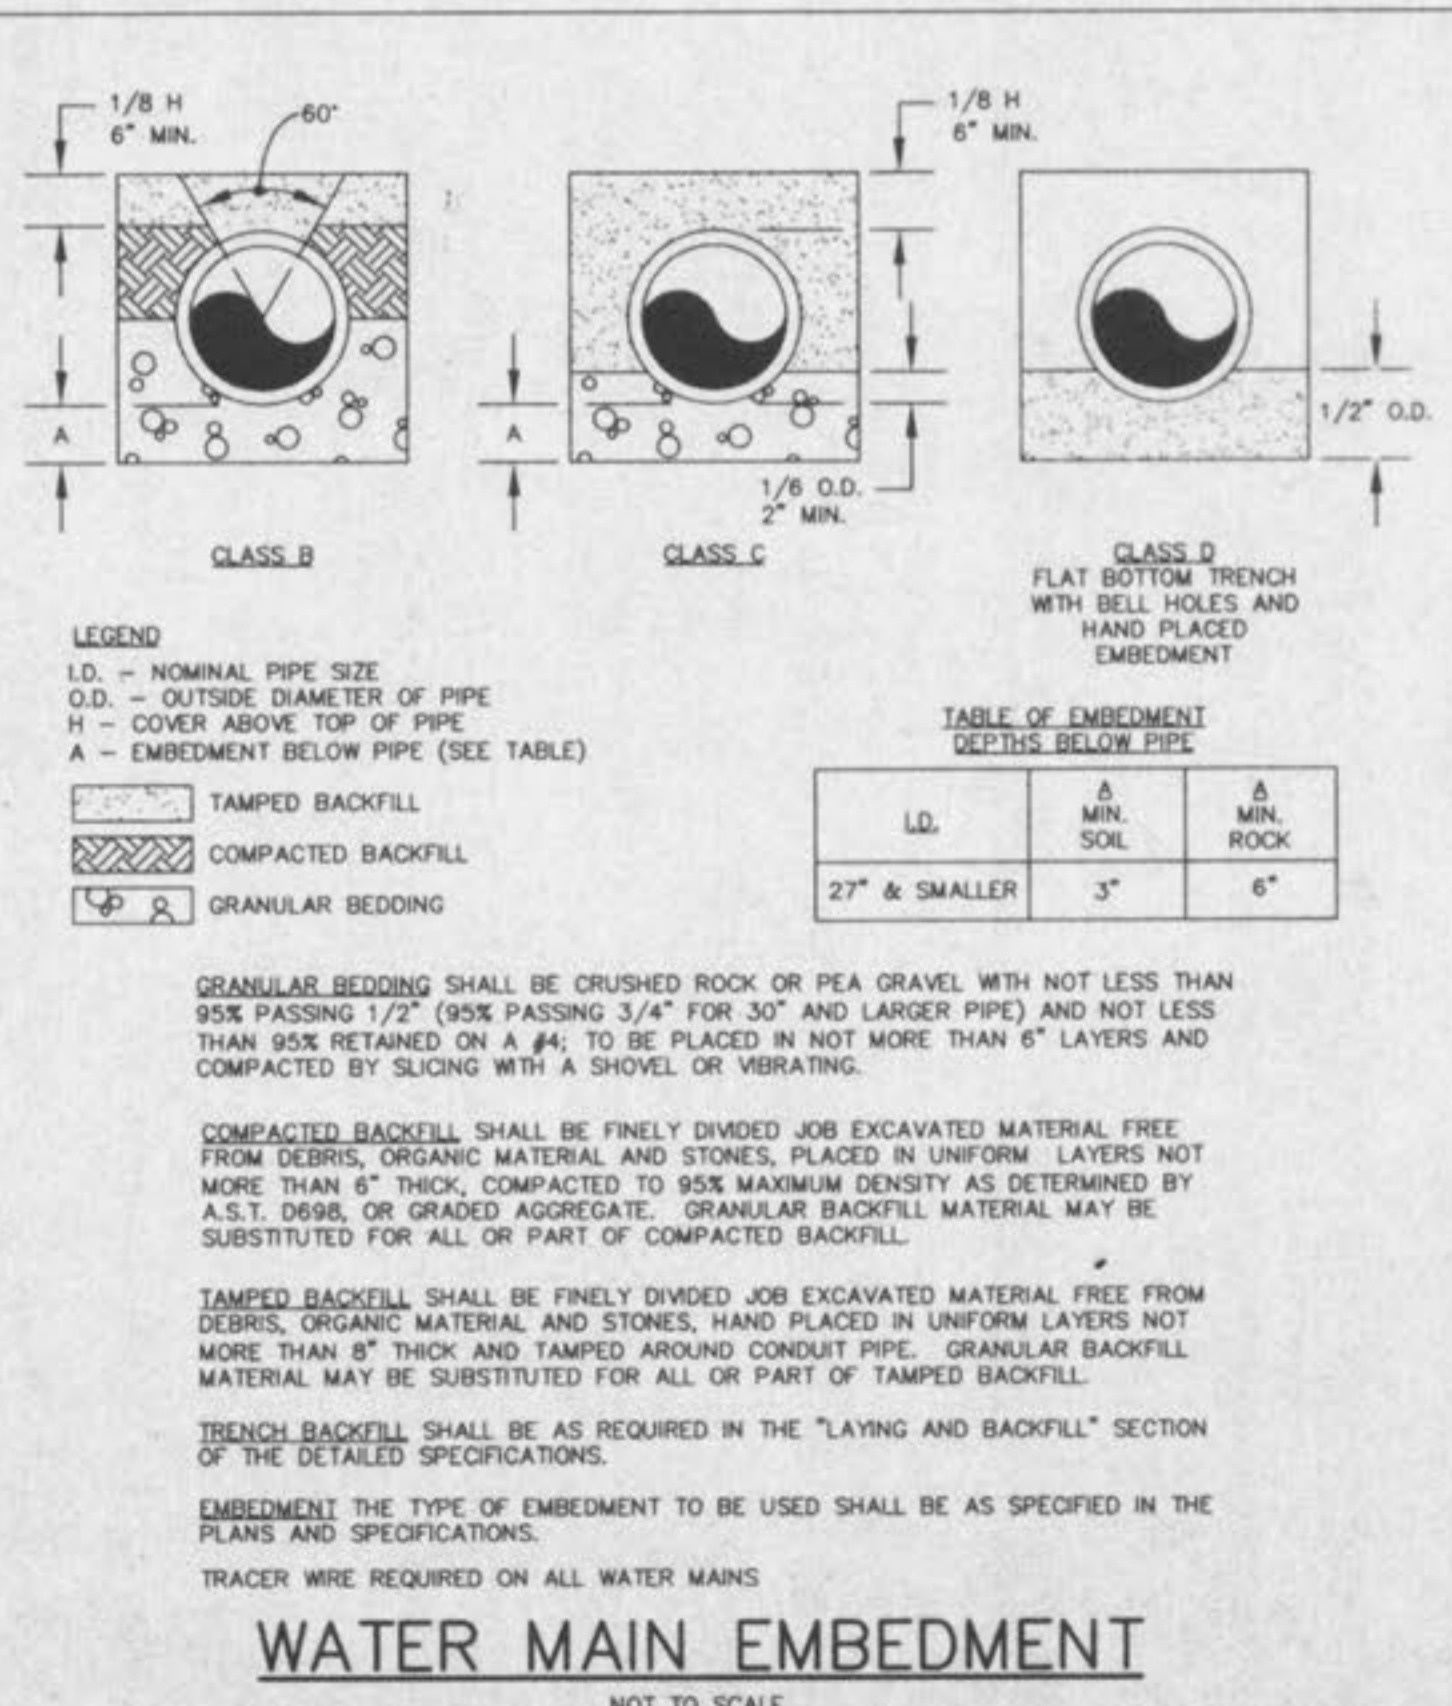 1/8 H
6" MIN.
60°
1/8 H
6" MIN.
A
A
1/6 O.D.
2" MIN.
1/2" O.D.
CLASS B
CLASS C
CLASS D
FLAT BOTTOM TRENCH
WITH BELL HOLES AND
HAND PLACED
EMBEDMENT
LEGEND
I.D. – NOMINAL PIPE SIZE
O.D. – OUTSIDE DIAMETER OF PIPE
H – COVER ABOVE TOP OF PIPE
A – EMBEDMENT BELOW PIPE (SEE TABLE)
TAMPED BACKFILL
COMPACTED BACKFILL
GRANULAR BEDDING
TABLE OF EMBEDMENT
DEPTHS BELOW PIPE
I.D.
A
MIN.
SOIL
A
MIN.
ROCK
27" & SMALLER
3"
6"
GRANULAR BEDDING SHALL BE CRUSHED ROCK OR PEA GRAVEL WITH NOT LESS THAN
95% PASSING 1/2" (95% PASSING 3/4" FOR 30" AND LARGER PIPE) AND NOT LESS
THAN 95% RETAINED ON A #4; TO BE PLACED IN NOT MORE THAN 6" LAYERS AND
COMPACTED BY SLICING WITH A SHOVEL OR VIBRATING.
COMPACTED BACKFILL SHALL BE FINELY DIVIDED JOB EXCAVATED MATERIAL FREE
FROM DEBRIS, ORGANIC MATERIAL AND STONES, PLACED IN UNIFORM LAYERS NOT
MORE THAN 6" THICK, COMPACTED TO 95% MAXIMUM DENSITY AS DETERMINED BY
A.S.T. D698, OR GRADED AGGREGATE. GRANULAR BACKFILL MATERIAL MAY BE
SUBSTITUTED FOR ALL OR PART OF COMPACTED BACKFILL.
TAMPED BACKFILL SHALL BE FINELY DIVIDED JOB EXCAVATED MATERIAL FREE FROM
DEBRIS, ORGANIC MATERIAL AND STONES, HAND PLACED IN UNIFORM LAYERS NOT
MORE THAN 8" THICK AND TAMPED AROUND CONDUIT PIPE. GRANULAR BACKFILL
MATERIAL MAY BE SUBSTITUTED FOR ALL OR PART OF TAMPED BACKFILL.
TRENCH BACKFILL SHALL BE AS REQUIRED IN THE "LAYING AND BACKFILL" SECTION
OF THE DETAILED SPECIFICATIONS.
EMBEDMENT THE TYPE OF EMBEDMENT TO BE USED SHALL BE AS SPECIFIED IN THE
PLANS AND SPECIFICATIONS.
TRACER WIRE REQUIRED ON ALL WATER MAINS
WATER MAIN EMBEDMENT
NOT TO SCALE